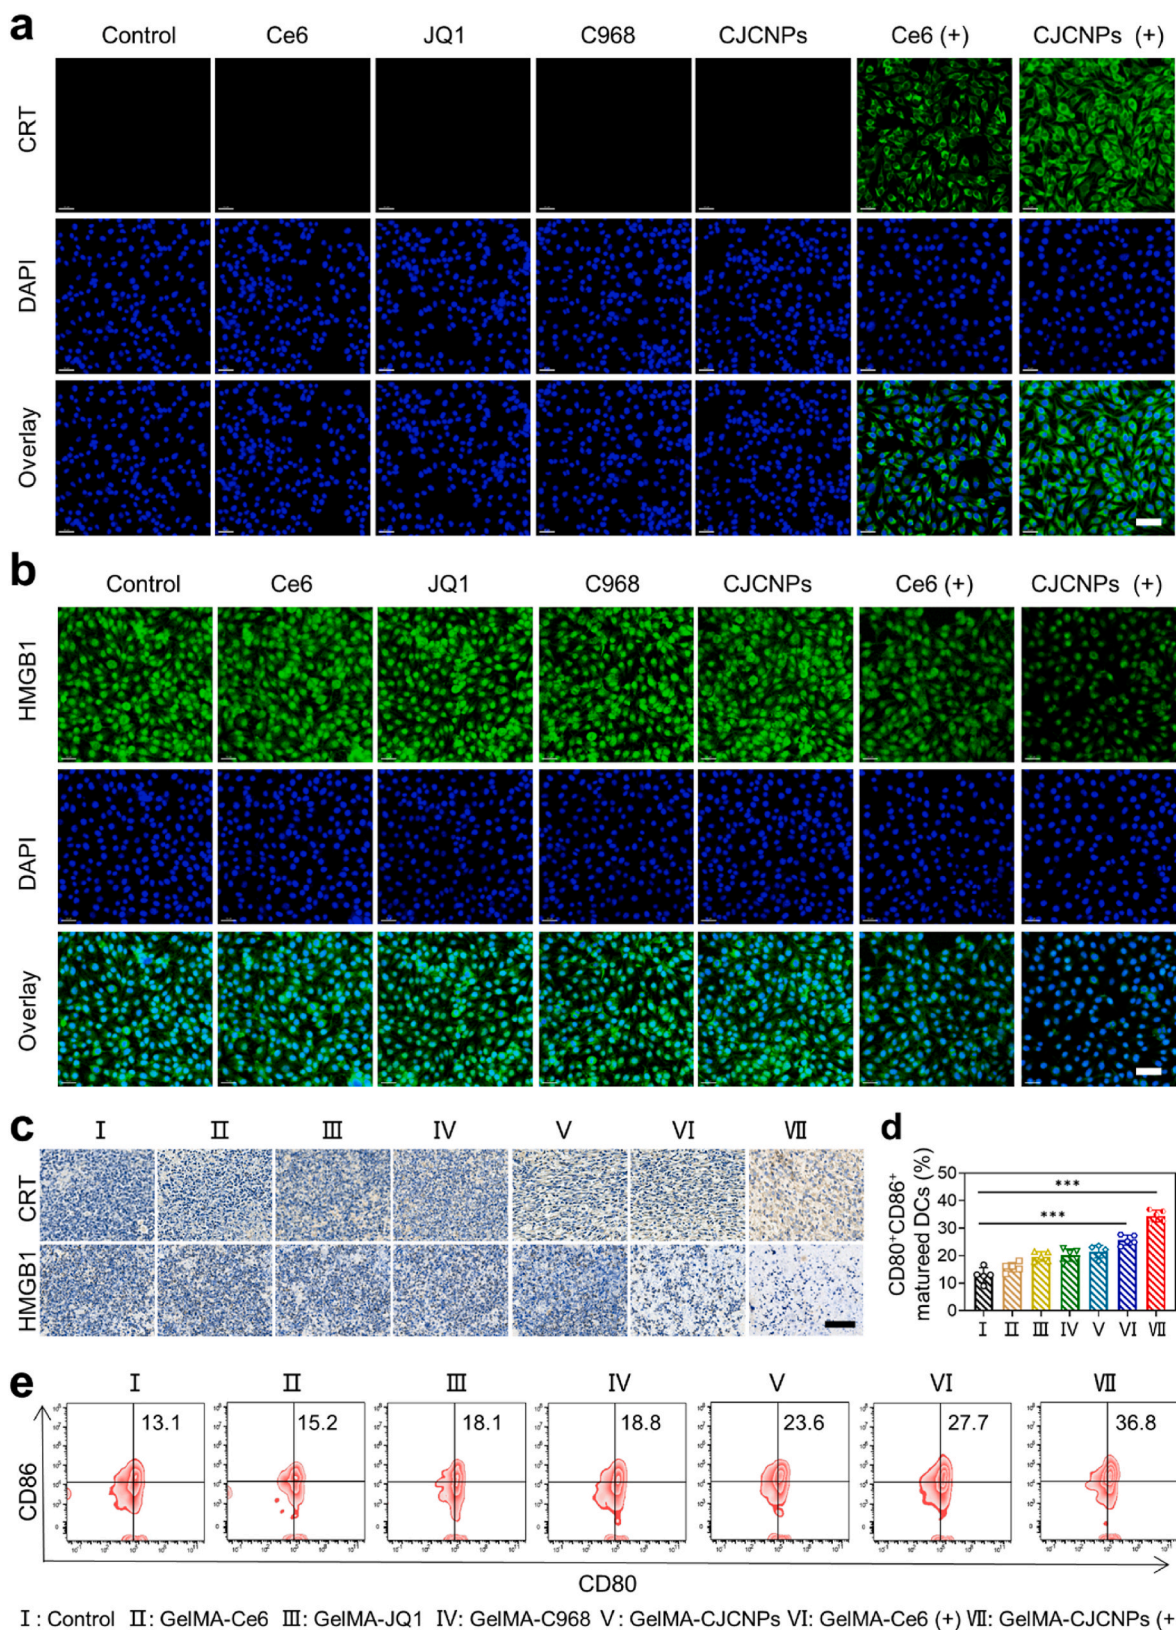 a
Control Ce6 JQ1 C968 CJCNPs Ce6 (+) CJCNPs (+)
CRT
DAPI
Overlay
b
Control Ce6 JQ1 C968 CJCNPs Ce6 (+) CJCNPs (+)
HMGB1
DAPI
Overlay
c
I II III IV V VI VII
CRT
HMGB1
d
CD80+CD86+
matureed DCs (%)
50
40
30
20
10
0
***
***
I II III IV V VI VII
e
I II III IV V VI VII
13.1 15.2 18.1 18.8 23.6 27.7 36.8
CD86
CD80
I : Control II: GelMA-Ce6 III: GelMA-JQ1 IV: GelMA-C968 V: GelMA-CJCNPs VI: GelMA-Ce6 (+) VII: GelMA-CJCNPs (+